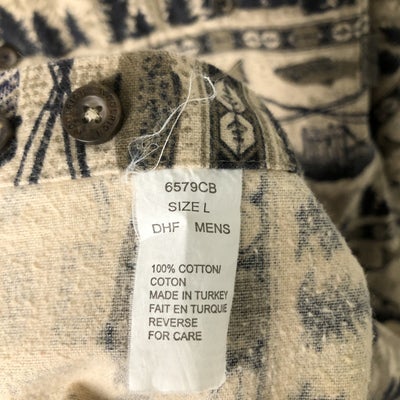 6579CB
SIZE L
DHF MENS
100% COTTON/
COTON
MADE IN TURKEY
FAIT EN TURQUIE
REVERSE
FOR CARE